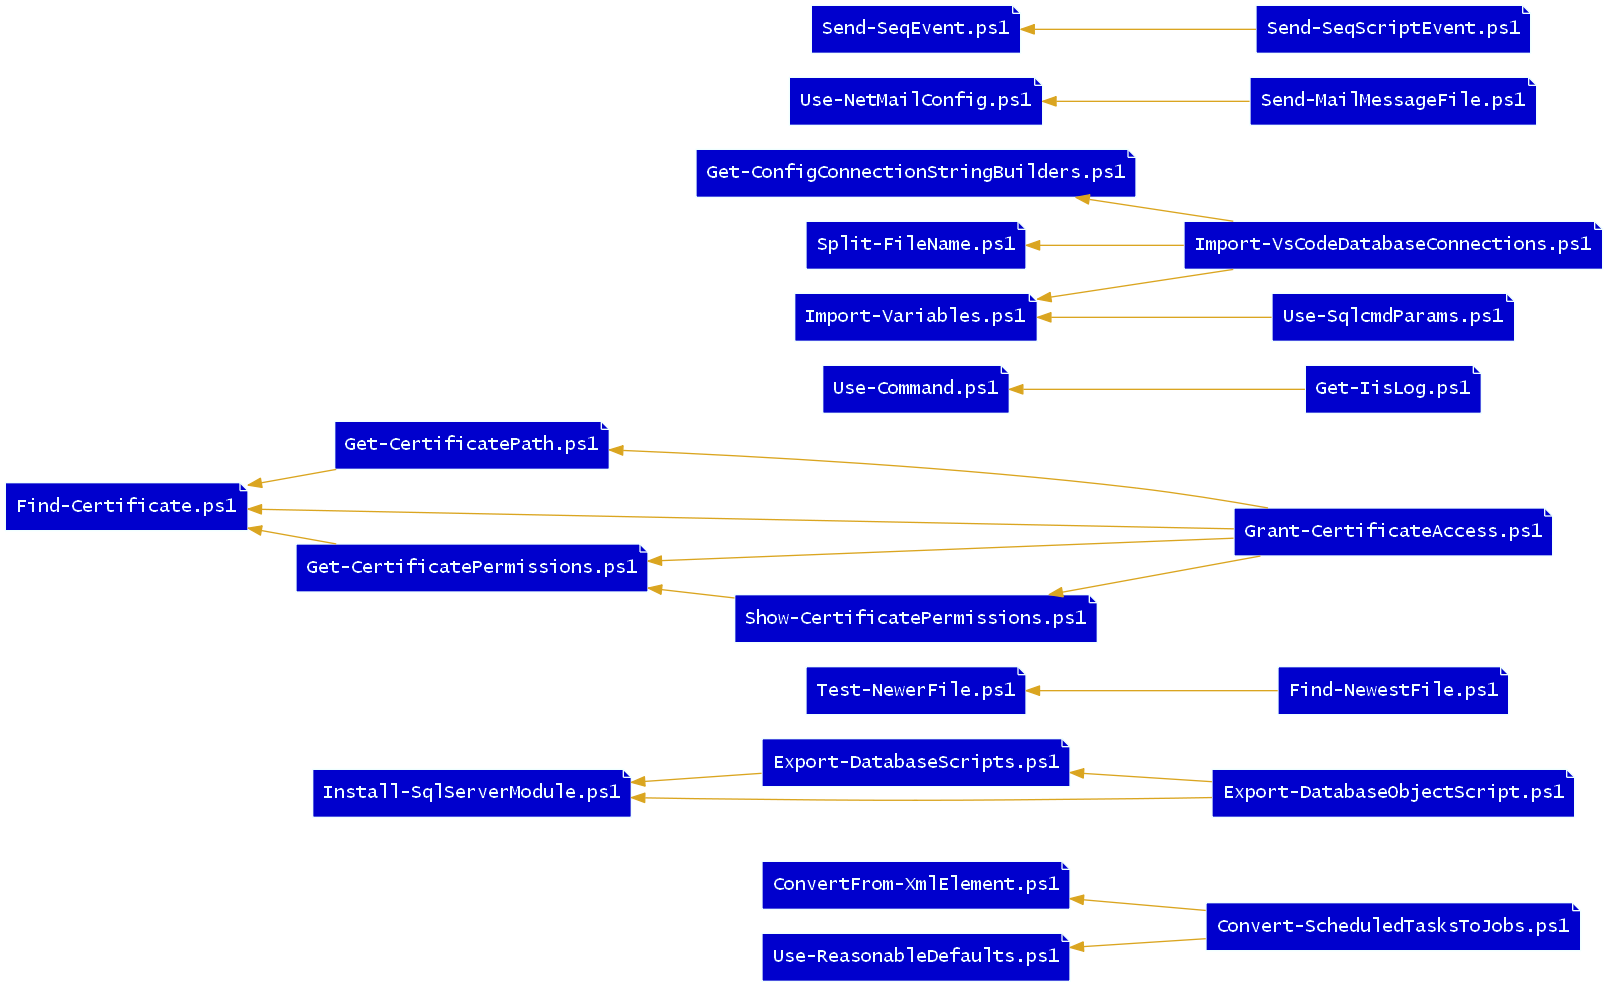 Send-SeqEvent.ps1
Send-SeqScriptEvent.ps1
Use-NetMailConfig.ps1
Send-MailMessageFile.ps1
Get-ConfigConnectionStringBuilders.ps1
Split-FileName.ps1
Import-VsCodeDatabaseConnections.ps1
Import-Variables.ps1
Use-SqlcmdParams.ps1
Use-Command.ps1
Get-IisLog.ps1
Get-CertificatePath.ps1
Find-Certificate.ps1
Grant-CertificateAccess.ps1
Get-CertificatePermissions.ps1
Show-CertificatePermissions.ps1
Test-NewerFile.ps1
Find-NewestFile.ps1
Export-DatabaseScripts.ps1
Install-SqlServerModule.ps1
Export-DatabaseObjectScript.ps1
ConvertFrom-XmlElement.ps1
Convert-ScheduledTasksToJobs.ps1
Use-ReasonableDefaults.ps1